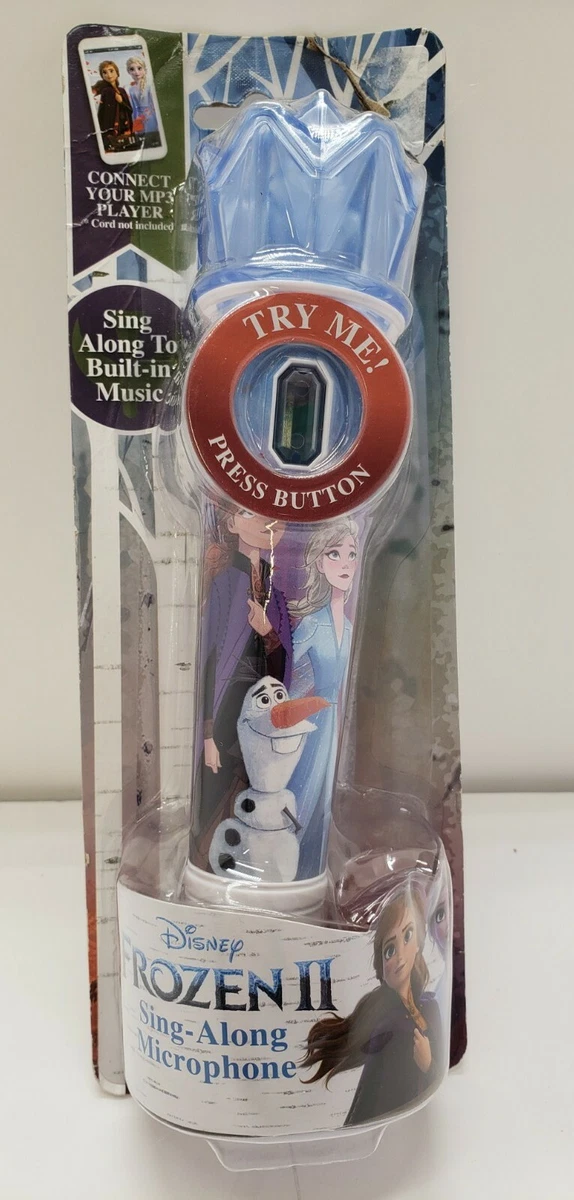 CONNECT
YOUR MP3
PLAYER
* Cord not included
Sing
Along To
Built-in
Music
TRY ME!
PRESS BUTTON
Disney
FROZEN II
Sing-Along
Microphone